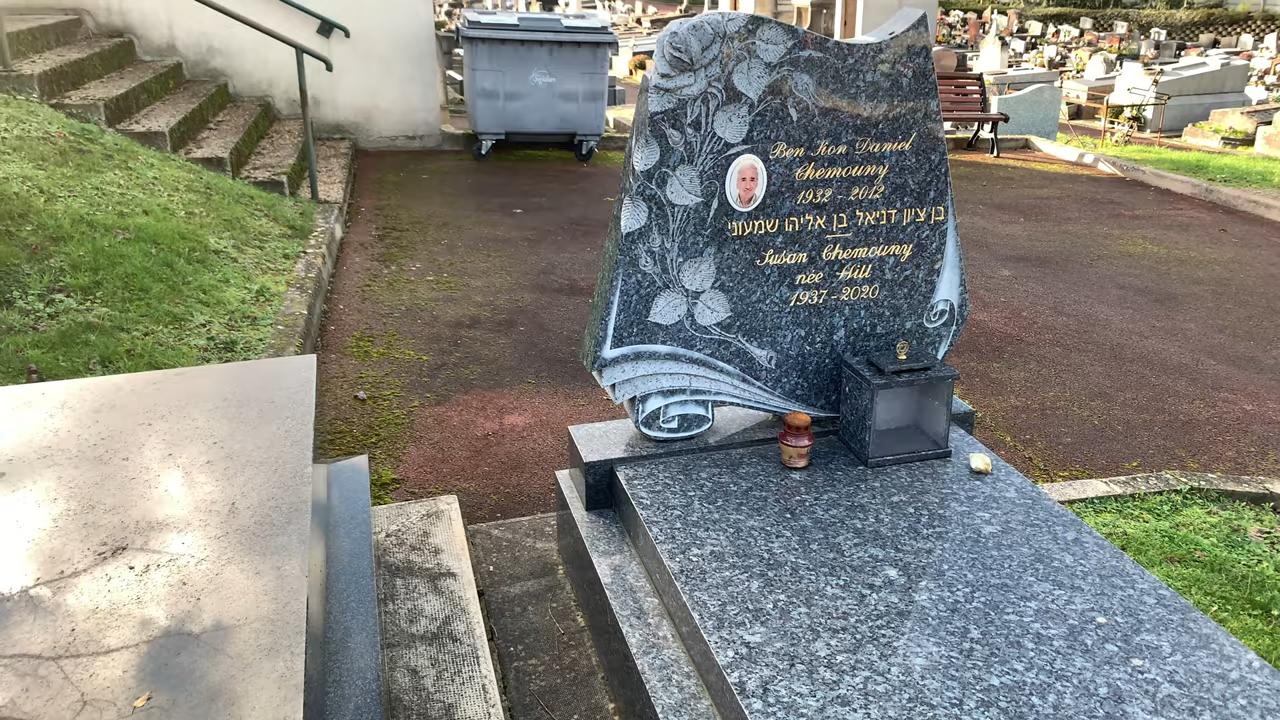 Ben Sion Daniel
Chemouny
1932 - 2012
בן ציון דניאל בן אליהו שמעוני
Susan Chemouny
née Hill
1937 - 2020